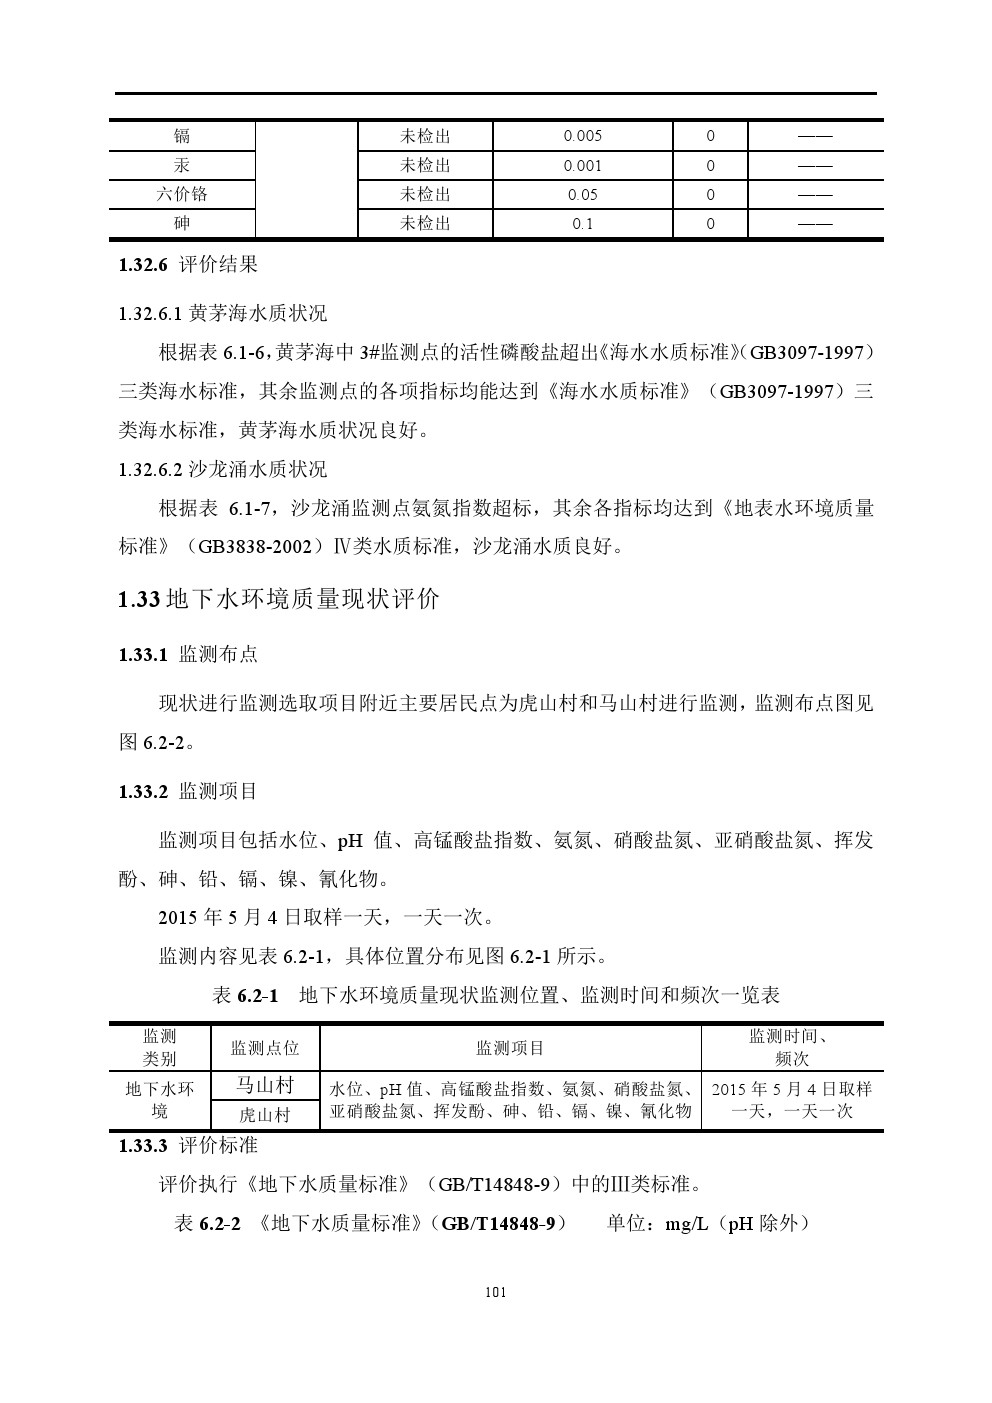 镉 未检出 0.005 0 ——
汞 未检出 0.001 0 ——
六价铬 未检出 0.05 0 ——
砷 未检出 0.1 0 ——
1.32.6 评价结果
1.32.6.1 黄茅海水质状况
根据表 6.1-6，黄茅海中 3#监测点的活性磷酸盐超出《海水水质标准》（GB3097-1997）
三类海水标准，其余监测点的各项指标均能达到《海水水质标准》（GB3097-1997）三
类海水标准，黄茅海水质状况良好。
1.32.6.2 沙龙涌水质状况
根据表 6.1-7，沙龙涌监测点氨氮指数超标，其余各指标均达到《地表水环境质量
标准》（GB3838-2002）Ⅳ类水质标准，沙龙涌水质良好。
1.33 地下水环境质量现状评价
1.33.1 监测布点
现状进行监测选取项目附近主要居民点为虎山村和马山村进行监测，监测布点图见
图 6.2-2。
1.33.2 监测项目
监测项目包括水位、pH 值、高锰酸盐指数、氨氮、硝酸盐氮、亚硝酸盐氮、挥发
酚、砷、铅、镉、镍、氰化物。
2015 年 5 月 4 日取样一天，一天一次。
监测内容见表 6.2-1，具体位置分布见图 6.2-1 所示。
表 6.2-1 地下水环境质量现状监测位置、监测时间和频次一览表
监测
类别
监测点位
监测项目
监测时间、
频次
地下水环
境
马山村
虎山村
水位、pH 值、高锰酸盐指数、氨氮、硝酸盐氮、
亚硝酸盐氮、挥发酚、砷、铅、镉、镍、氰化物
2015 年 5 月 4 日取样
一天，一天一次
1.33.3 评价标准
评价执行《地下水质量标准》（GB/T14848-9）中的Ⅲ类标准。
表 6.2-2 《地下水质量标准》（GB/T14848-9） 单位：mg/L（pH 除外）
101